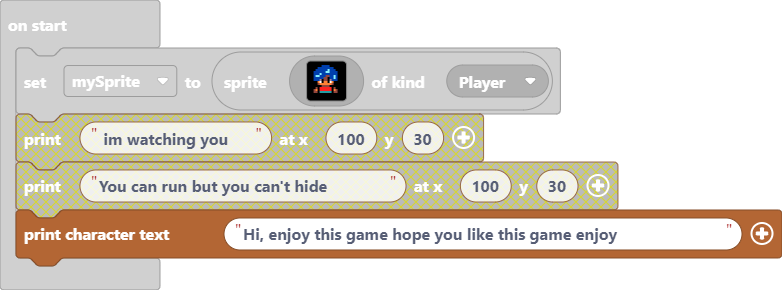 on start
set mySprite to sprite of kind Player
print " im watching you " at x 100 y 30
print "You can run but you can't hide " at x 100 y 30
print character text "Hi, enjoy this game hope you like this game enjoy "